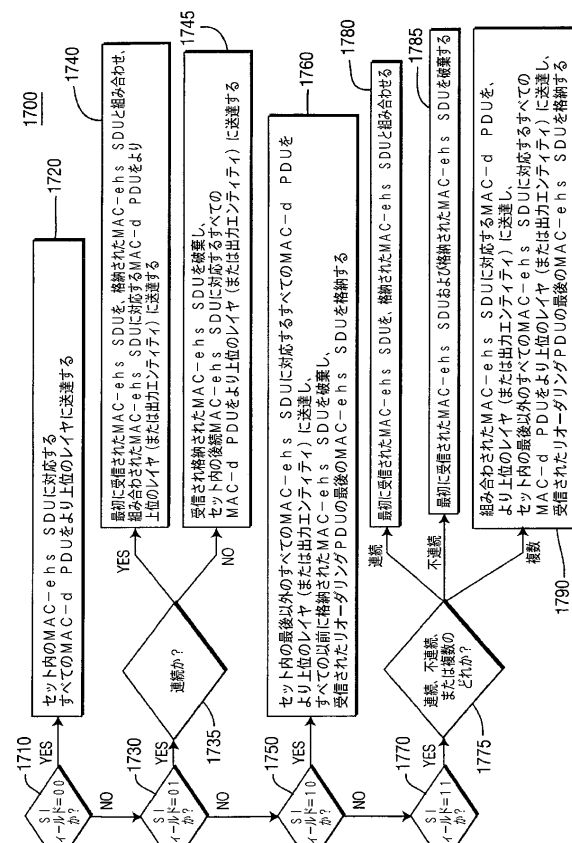 1700
1710
SI
ィールド=00
か?
YES
1720
セット内のMAC-ehs SDUに対応する
すべてのMAC-d PDUをより上位のレイヤに送達する
NO
1730
SI
ィールド=01
か?
YES
1735
連続か?
YES
1740
最初に受信されたMAC-ehs SDUを、格納されたMAC-ehs SDUと組み合わせ、
組み合わされたMAC-ehs SDUに対応するMAC-d PDUをより
上位のレイヤ(または出力エンティティ)に送達する
NO
1745
受信され格納されたMAC-ehs SDUを破棄し、
セット内の後続MAC-ehs SDUに対応するすべての
MAC-d PDUをより上位のレイヤ(または出力エンティティ)に送達する
NO
1750
SI
ィールド=10
か?
YES
1760
セット内の最後以外のすべてのMAC-ehs SDUに対応するすべてのMAC-d PDUを
より上位のレイヤ(または出力エンティティ)に送達し、
すべての以前に格納されたMAC-ehs SDUを破棄し、
受信されたリオーダリングPDUの最後のMAC-ehs SDUを格納する
NO
1770
SI
ィールド=11
か?
YES
1775
連続、不連続、
または複数の
どれか?
連続
1780
最初に受信されたMAC-ehs SDUを、格納されたMAC-ehs SDUと組み合わせる
不連続
1785
最初に受信されたMAC-ehs SDUおよび格納されたMAC-ehs SDUを破棄する
複数
1790
組み合わされたMAC-ehs SDUに対応するMAC-d PDUを、
より上位のレイヤ(または出力エンティティ)に送達し、
セット内の最後以外のすべてのMAC-ehs SDUに対応するすべての
MAC-d PDUをより上位のレイヤ(または出力エンティティ)に送達し、
受信されたリオーダリングPDUの最後のMAC-ehs SDUを格納する